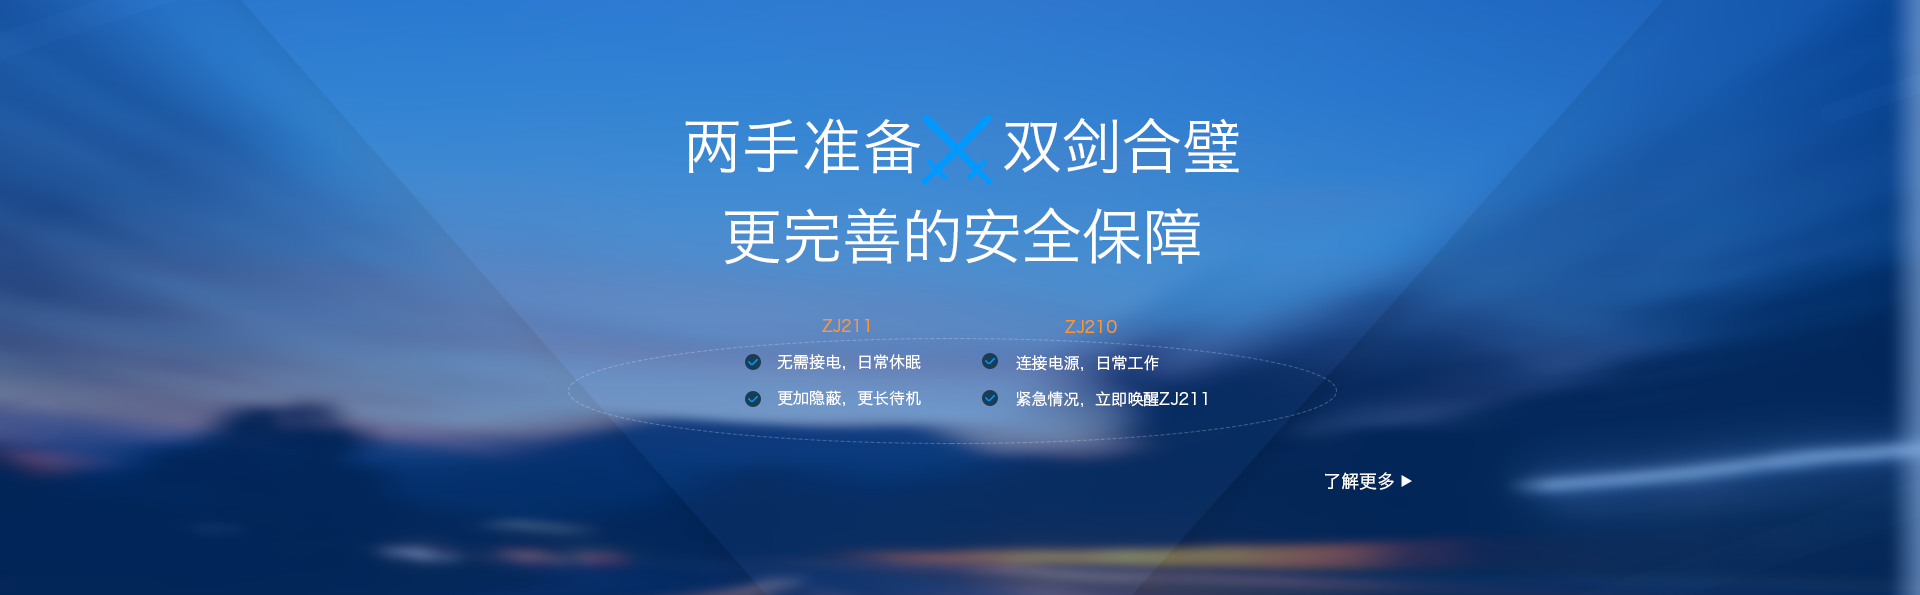 两手准备 双剑合璧
更完善的安全保障
ZJ211 ZJ210
无需接电，日常休眠 连接电源，日常工作
更加隐蔽，更长待机 紧急情况，立即唤醒ZJ211
了解更多